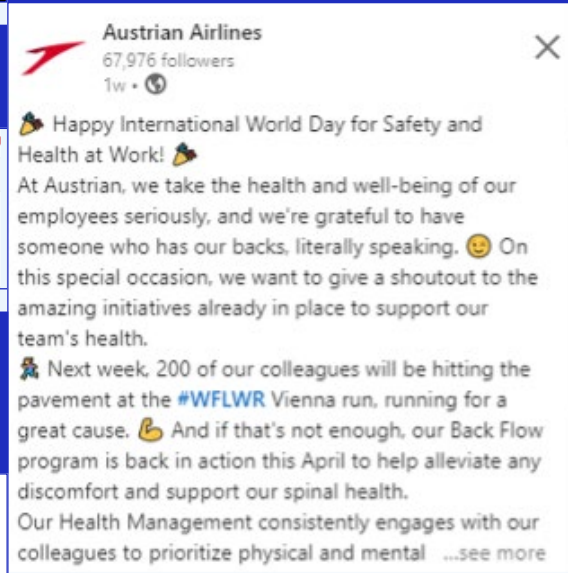 Austrian Airlines
67,976 followers
1w •
🎉 Happy International World Day for Safety and
Health at Work! 🎉
At Austrian, we take the health and well-being of our
employees seriously, and we're grateful to have
someone who has our backs, literally speaking. 😉 On
this special occasion, we want to give a shoutout to the
amazing initiatives already in place to support our
team's health.
🏃 Next week, 200 of our colleagues will be hitting the
pavement at the #WFLWR Vienna run, running for a
great cause. 💪 And if that's not enough, our Back Flow
program is back in action this April to help alleviate any
discomfort and support our spinal health.
Our Health Management consistently engages with our
colleagues to prioritize physical and mental ...see more